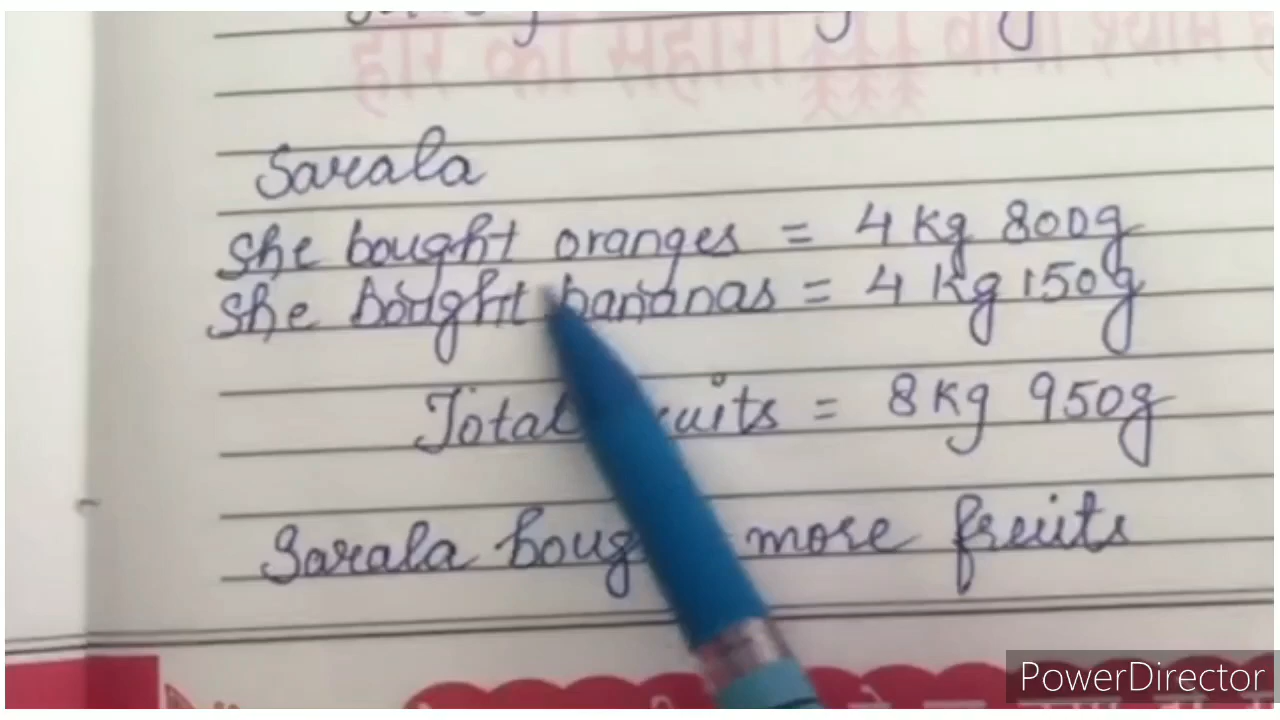 Sarala
She bought oranges = 4 kg 800g
She bought bananas = 4 kg 150g
Total = 8 kg 950g
Sarala more fruits
PowerDirector